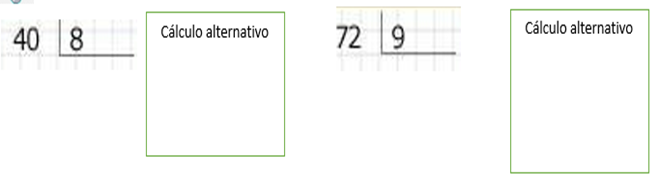 40 8
Cálculo alternativo
72 9
Cálculo alternativo